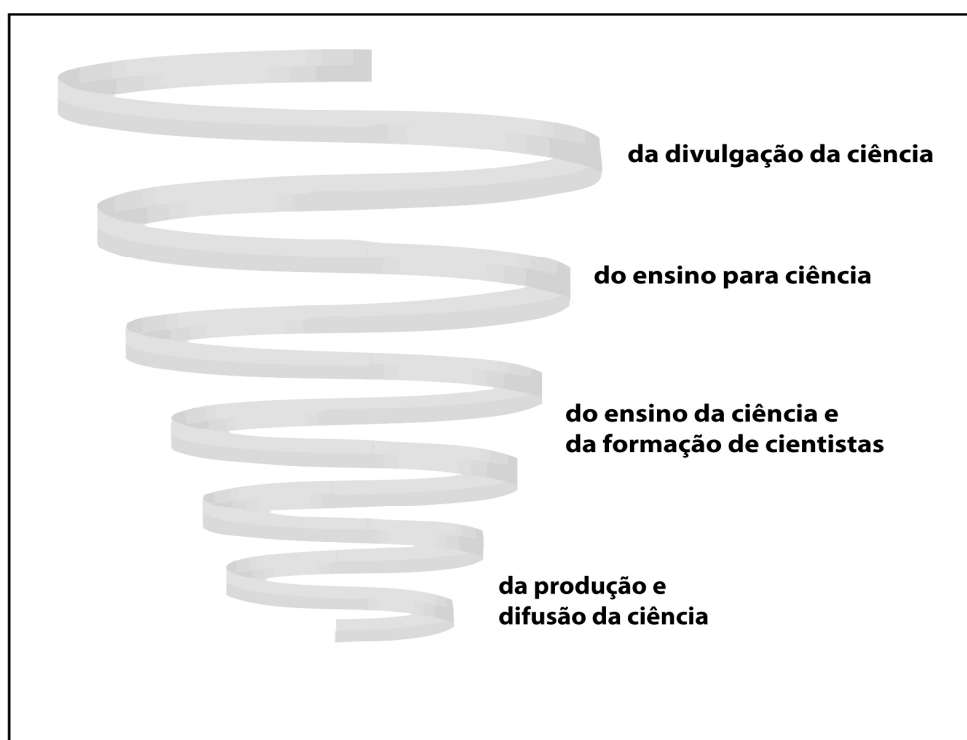 da divulgação da ciência
do ensino para ciência
do ensino da ciência e
da formação de cientistas
da produção e
difusão da ciência